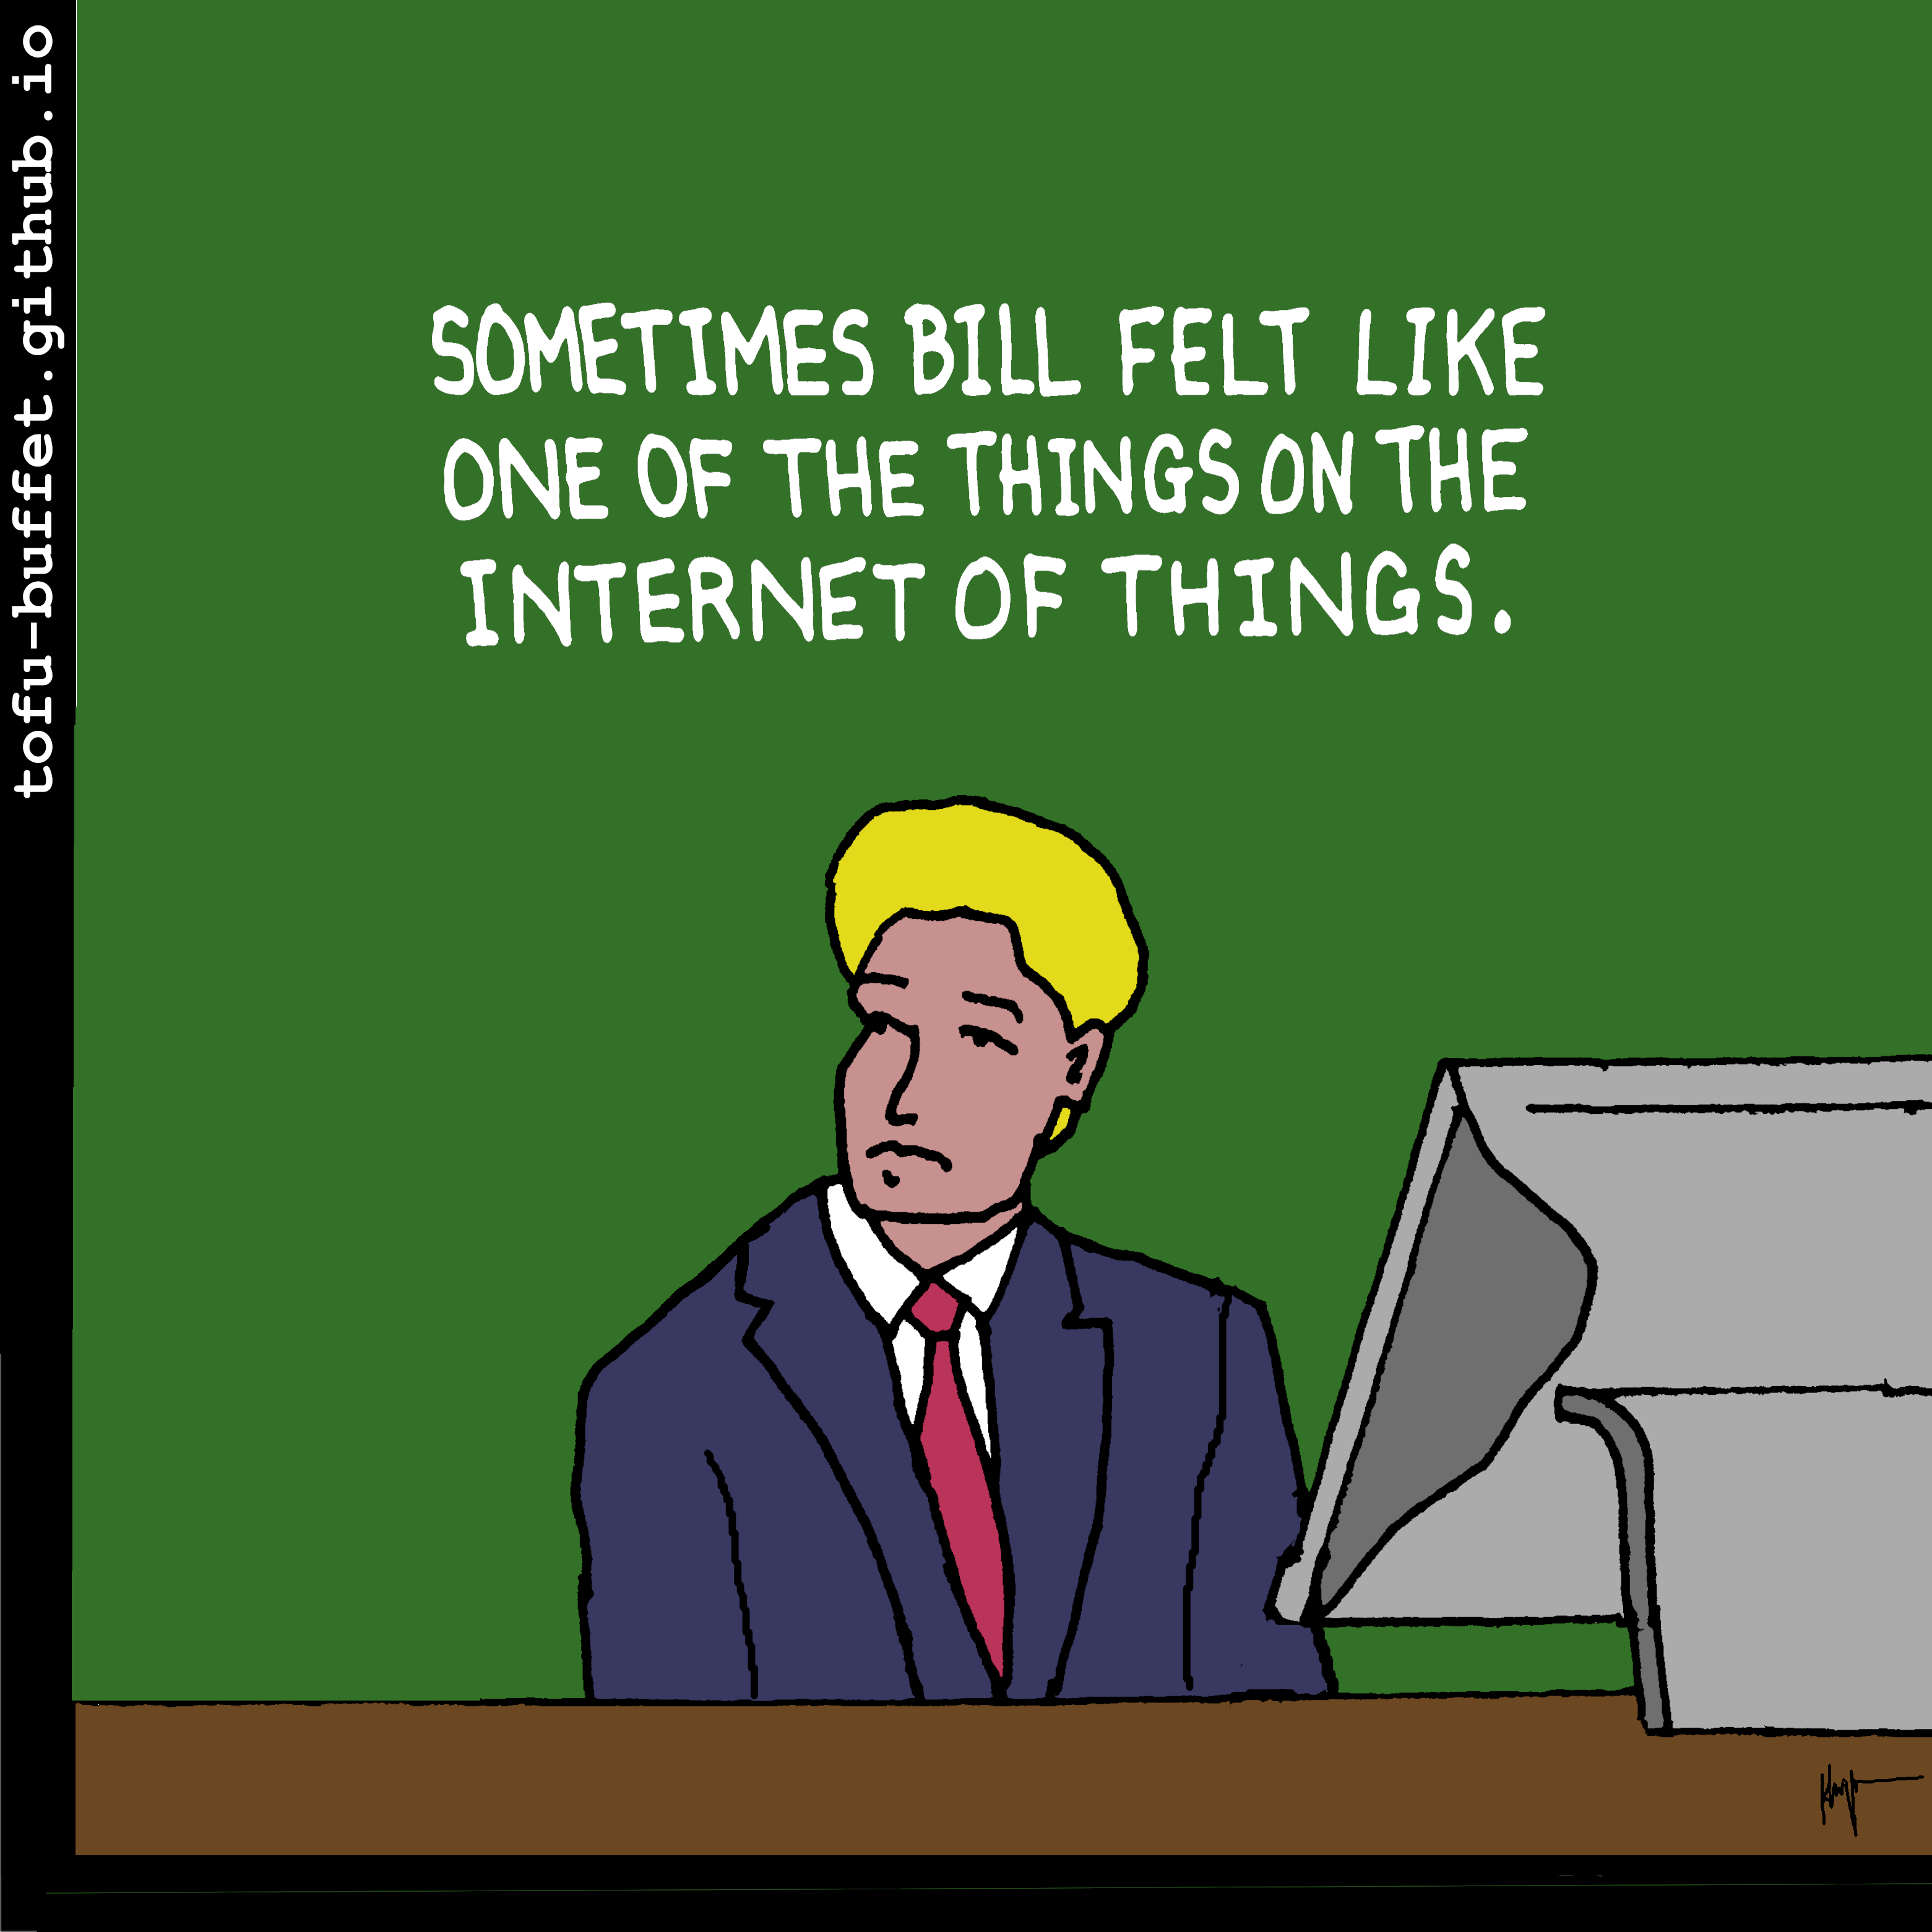 tofu-buffet.github.io
SOMETIMES BILL FELT LIKE
ONE OF THE THINGS ON THE
INTERNET OF THINGS.